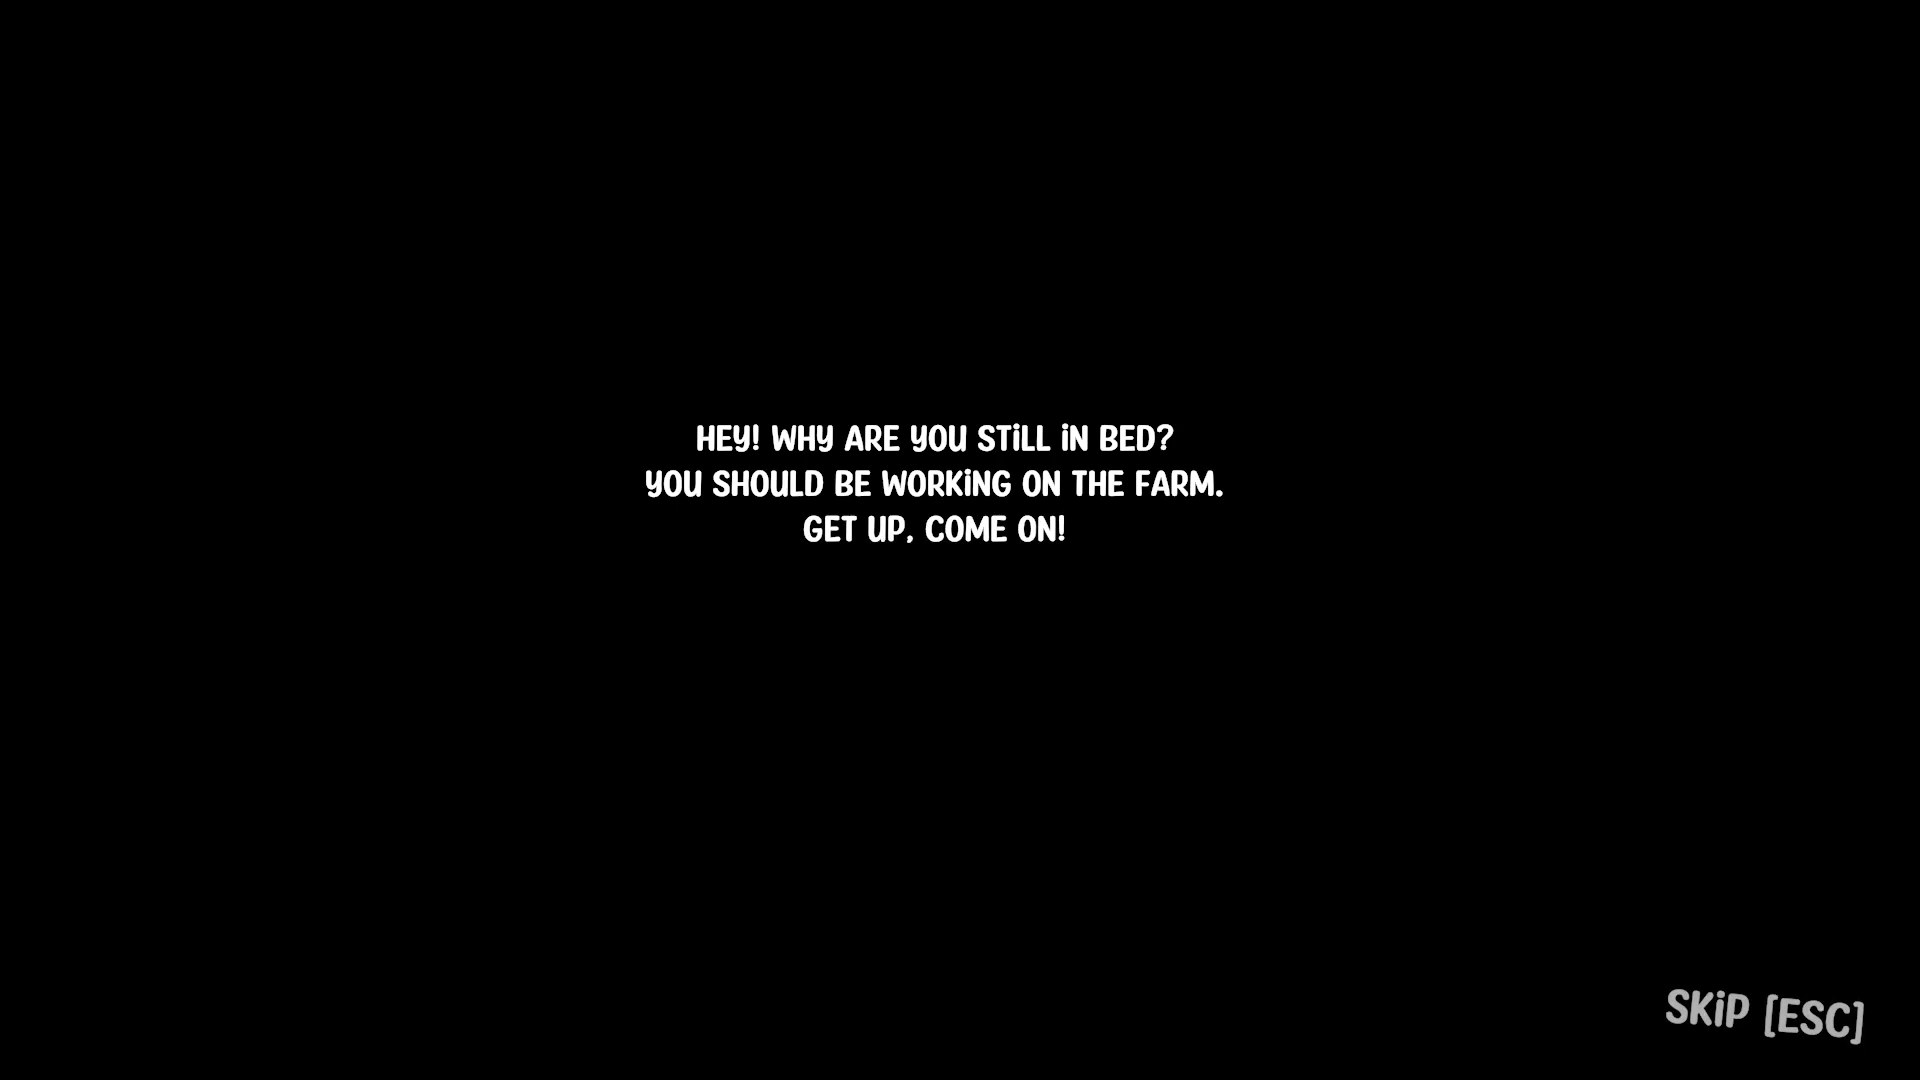 HEY! WHY ARE YOU STiLL iN BED?
YOU SHOULD BE WORKiNG ON THE FARM.
GET UP, COME ON!
SKiP [ESC]